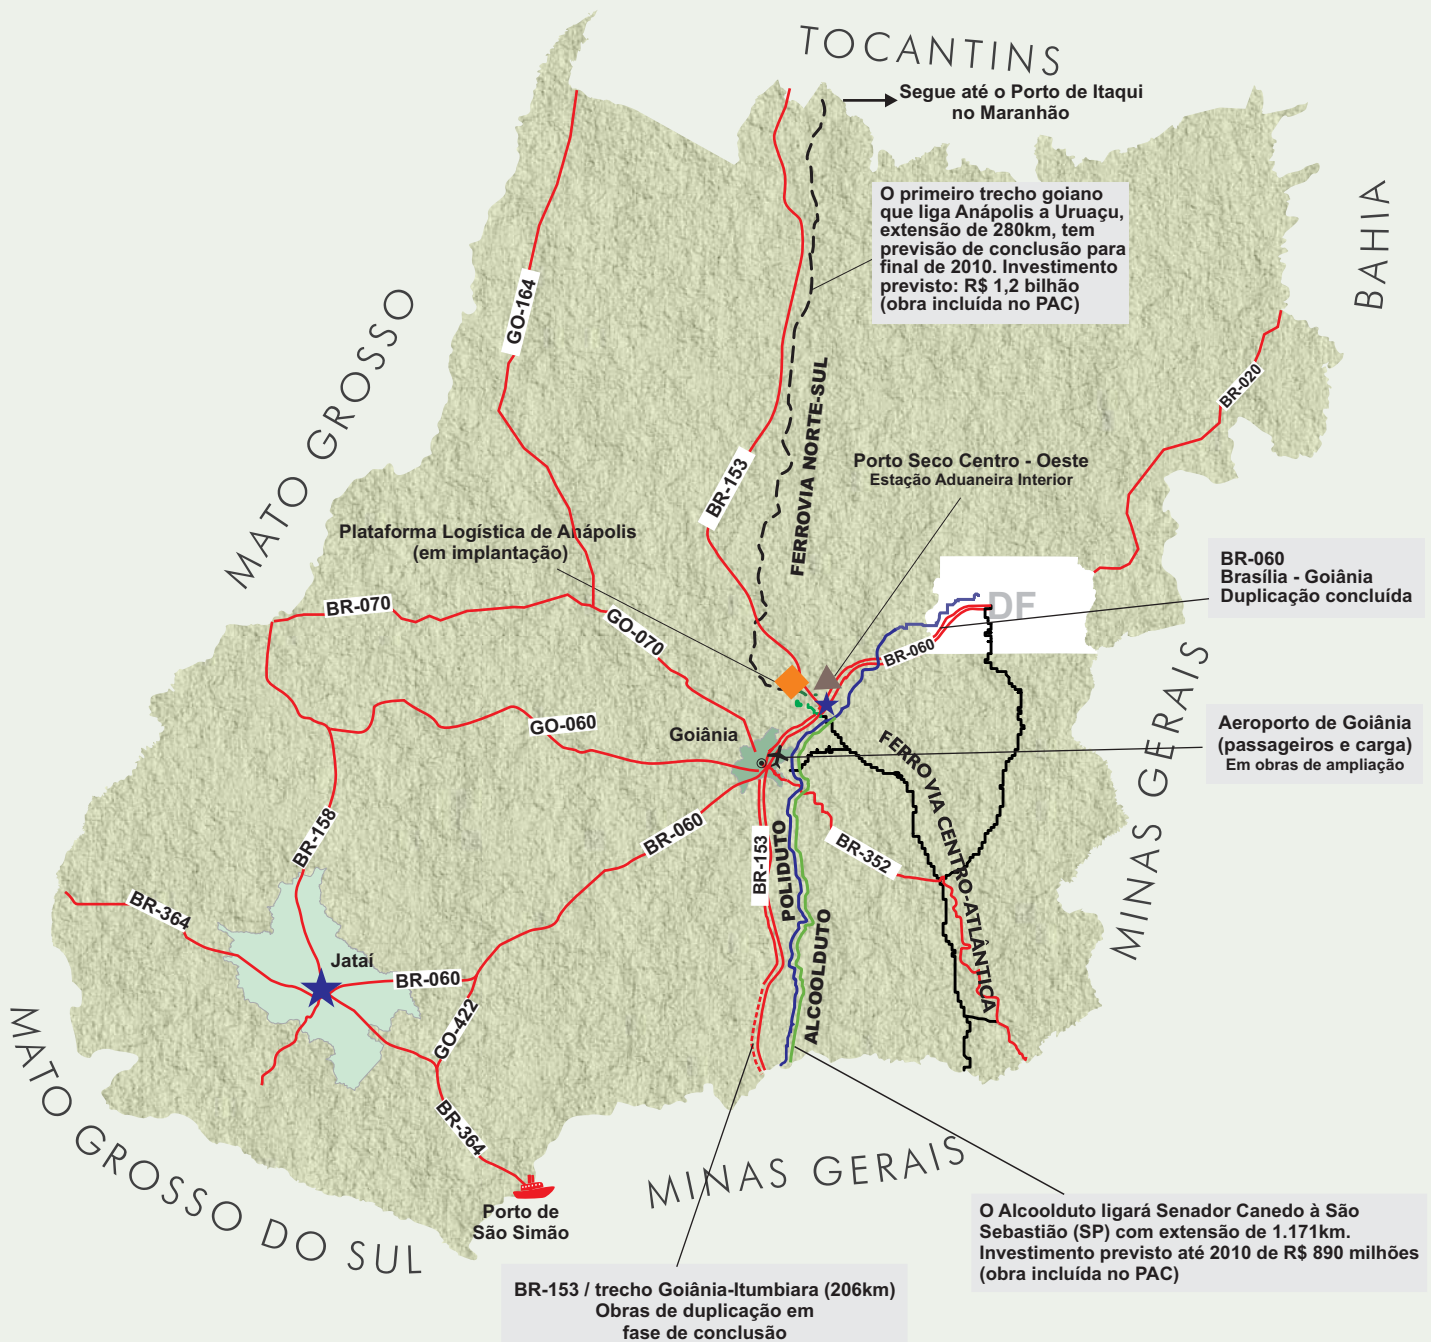 TOCANTINS
Segue até o Porto de Itaqui
no Maranhão
O primeiro trecho goiano
que liga Anápolis a Uruaçu,
extensão de 280km, tem
previsão de conclusão para
final de 2010. Investimento
previsto: R$ 1,2 bilhão
(obra incluída no PAC)
BAHIA
GO-164
MATO GROSSO
BR-020
FERROVIA NORTE-SUL
BR-153
Porto Seco Centro - Oeste
Estação Aduaneira Interior
Plataforma Logística de Anápolis
(em implantação)
BR-060
Brasília - Goiânia
Duplicação concluída
DF
BR-070
GO-070
BR-060
MINAS GERAIS
GO-060
Goiânia
Aeroporto de Goiânia
(passageiros e carga)
Em obras de ampliação
FERROVIA CENTRO-ATLÂNTICA
BR-158
BR-060
BR-153
POLIDUTO
BR-352
BR-364
ALCOOLDUTO
Jataí
BR-060
GO-422
MATO GROSSO DO SUL
BR-364
MINAS GERAIS
Porto de
São Simão
O Alcoolduto ligará Senador Canedo à São
Sebastião (SP) com extensão de 1.171km.
Investimento previsto até 2010 de R$ 890 milhões
(obra incluída no PAC)
BR-153 / trecho Goiânia-Itumbiara (206km)
Obras de duplicação em
fase de conclusão